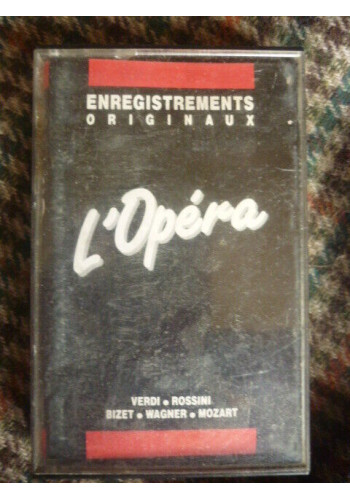 ENREGISTREMENTS
ORIGINAUX
L'Opéra
VERDI • ROSSINI
BIZET • WAGNER • MOZART